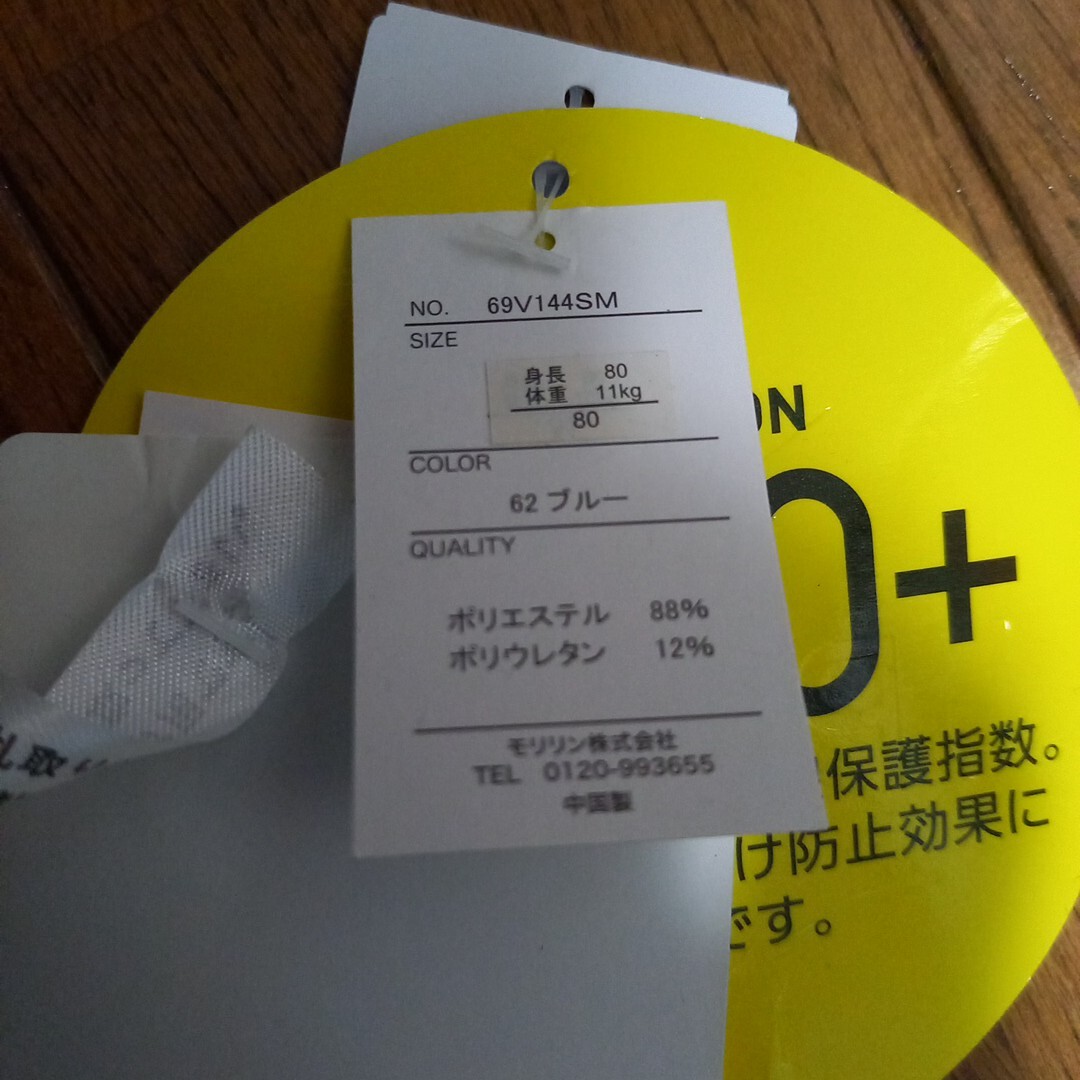 NO. 69V144SM
SIZE
身長 80
体重 11kg
80
COLOR
62 ブルー
QUALITY
ポリエステル 88%
ポリウレタン 12%
モリリン株式会社
TEL 0120-993655
中国製
ON
0+
保護指数。
け防止効果に
です。